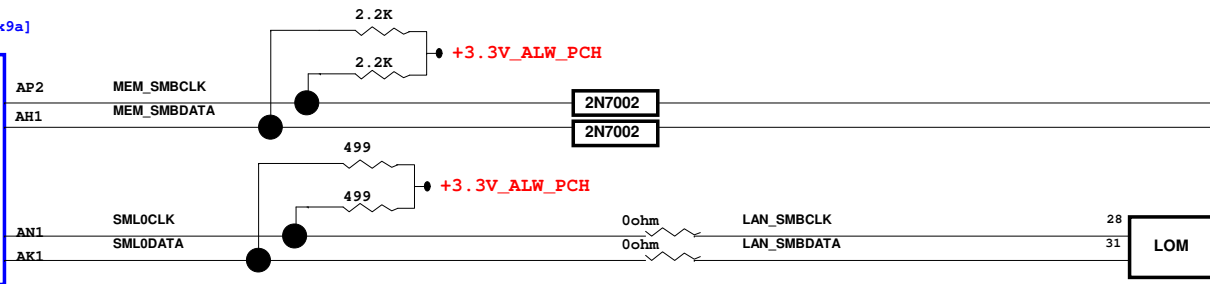 k9a]
2.2K
+3.3V_ALW_PCH
2.2K
AP2 MEM_SMBCLK
2N7002
AH1 MEM_SMBDATA
2N7002
499
+3.3V_ALW_PCH
499
AN1 SML0CLK 0ohm LAN_SMBCLK 28
AK1 SML0DATA 0ohm LAN_SMBDATA 31
LOM